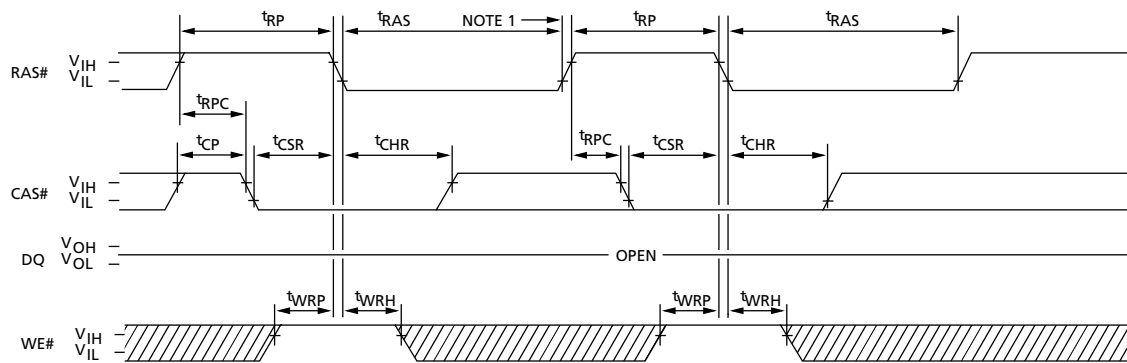 tRP tRAS NOTE 1 tRP tRAS
RAS# VIH
VIL
tRPC
tCP tCSR tCHR tRPC tCSR tCHR
CAS# VIH
VIL
DQ VOH
VOL
OPEN
tWRP tWRH tWRP tWRH
WE# VIH
VIL